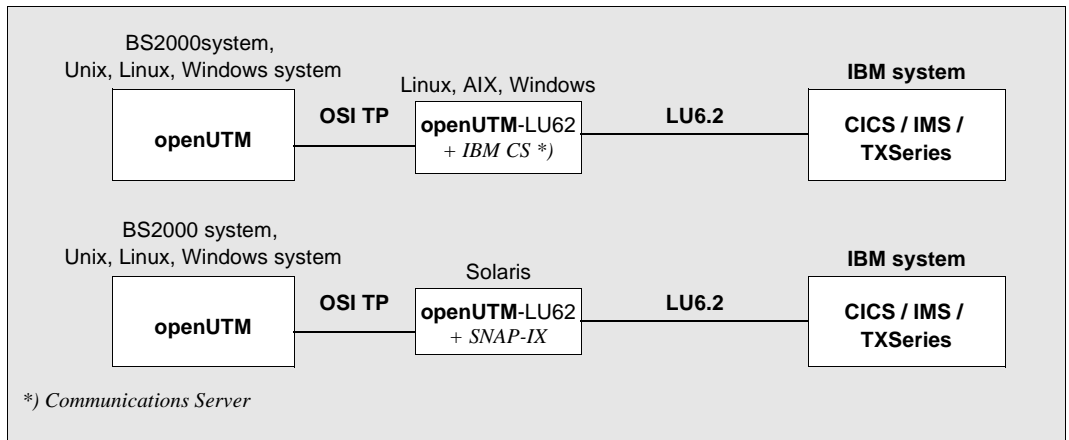 BS2000system,
Unix, Linux, Windows system
openUTM
OSI TP
Linux, AIX, Windows
openUTM-LU62
+ IBM CS *)
LU6.2
IBM system
CICS / IMS /
TXSeries
BS2000 system,
Unix, Linux, Windows system
openUTM
OSI TP
Solaris
openUTM-LU62
+ SNAP-IX
LU6.2
IBM system
CICS / IMS /
TXSeries
*) Communications Server